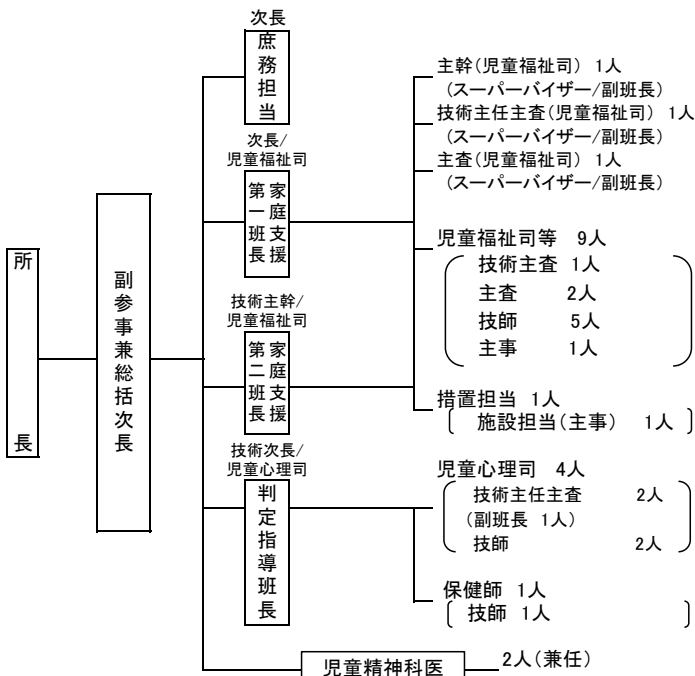 所長
副参事兼総括次長
次長
庶務担当
次長/
児童福祉司
家庭支援
第一班長
技術主幹/
児童福祉司
家庭支援
第二班長
技術次長/
児童心理司
判定指導班長
児童精神科医
2人(兼任)
主幹(児童福祉司) 1人
(スーパーバイザー/副班長)
技術主任主査(児童福祉司) 1人
(スーパーバイザー/副班長)
主査(児童福祉司) 1人
(スーパーバイザー/副班長)
児童福祉司等 9人
技術主査 1人
主査 2人
技師 5人
主事 1人
措置担当 1人
施設担当(主事) 1人
児童心理司 4人
技術主任主査 2人
(副班長 1人)
技師 2人
保健師 1人
技師 1人